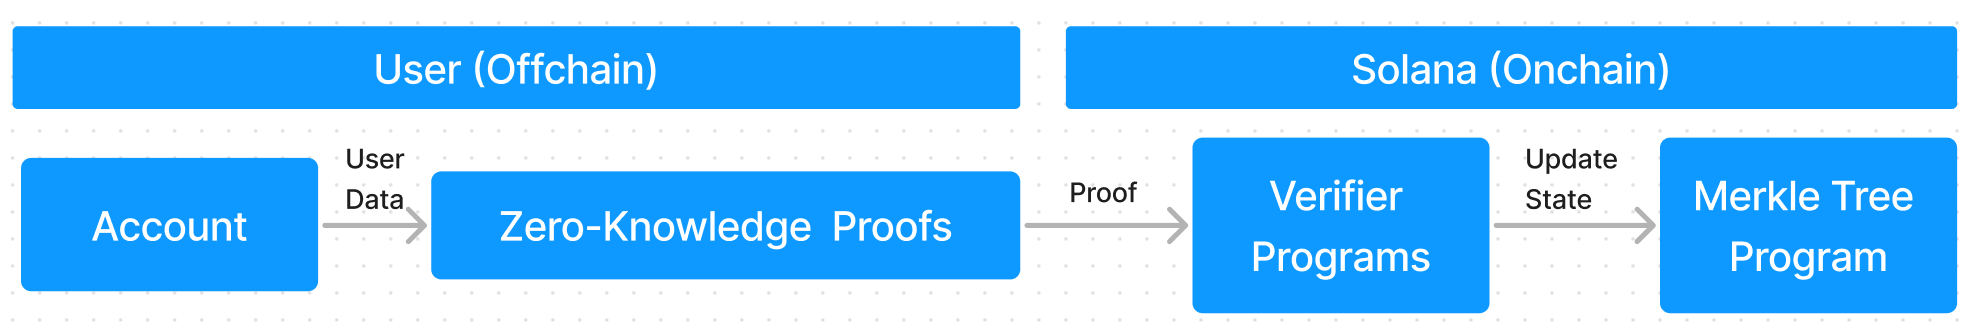 User (Offchain)
Solana (Onchain)
Account
User
Data
Zero-Knowledge Proofs
Proof
Verifier
Programs
Update
State
Merkle Tree
Program